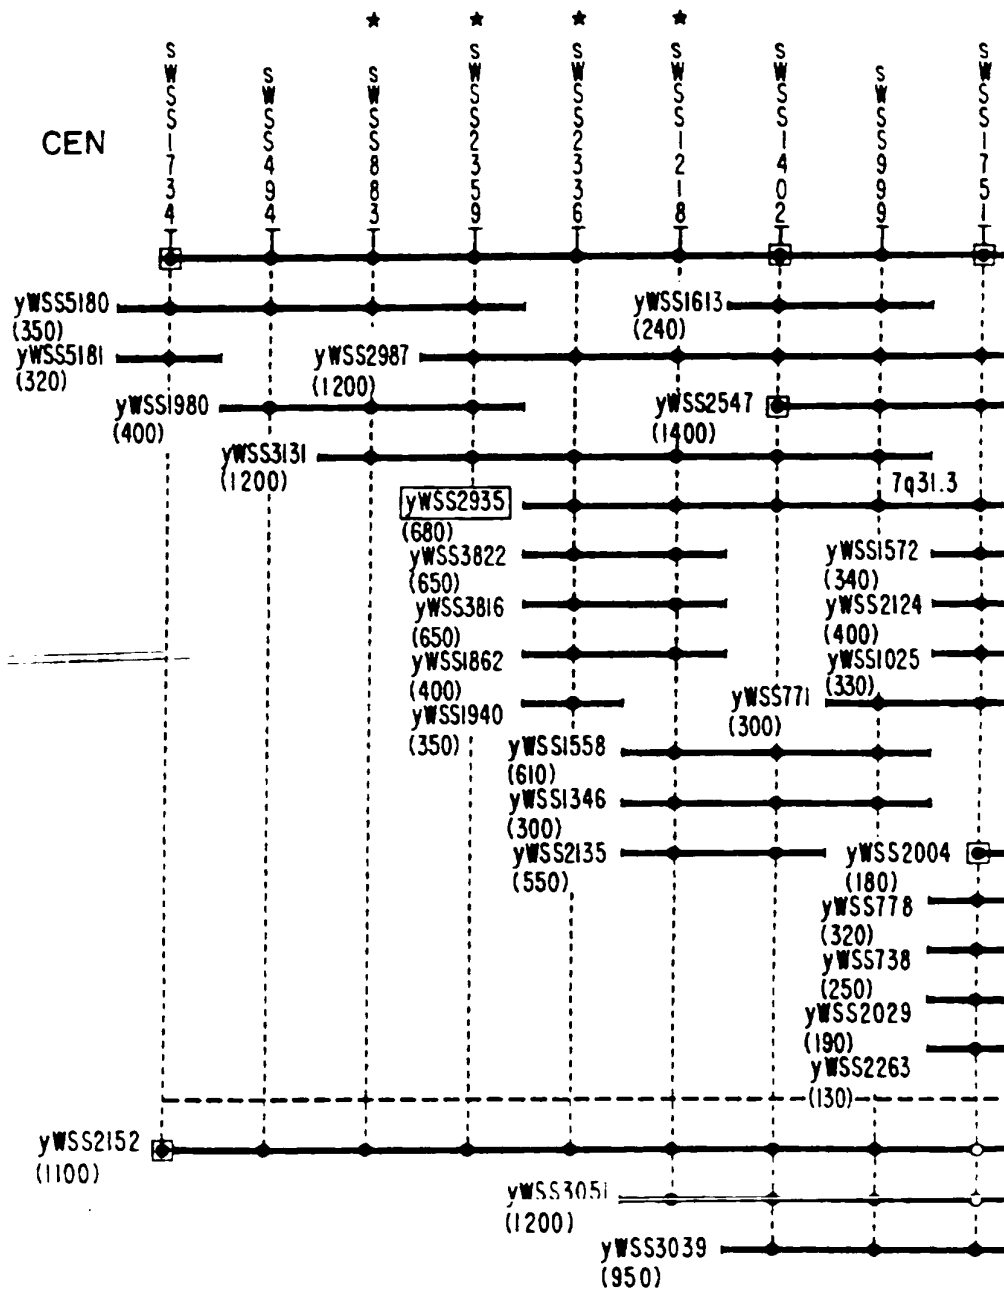 ★ ★ ★ ★
sWSS1734
sWSS494
sWSS883
sWSS2359
sWSS2336
sWSS1218
sWSS1402
sWSS999
sWSS1751
CEN
yWSS5180
(350)
yWSS1613
(240)
yWSS5181
(320)
yWSS2987
(1200)
yWSS1980
(400)
yWSS2547
(1400)
yWSS3131
(1200)
7q31.3
yWSS2935
(680)
yWSS3822
(650)
yWSS1572
(340)
yWSS3816
(650)
yWSS2124
(400)
yWSS1862
(400)
yWSS1025
(330)
yWSS1940
(350)
yWSS771
(300)
yWSS1558
(610)
yWSS1346
(300)
yWSS2135
(550)
yWSS2004
(180)
yWSS778
(320)
yWSS738
(250)
yWSS2029
(190)
yWSS2263
(130)
yWSS2152
(1100)
yWSS3051
(1200)
yWSS3039
(950)